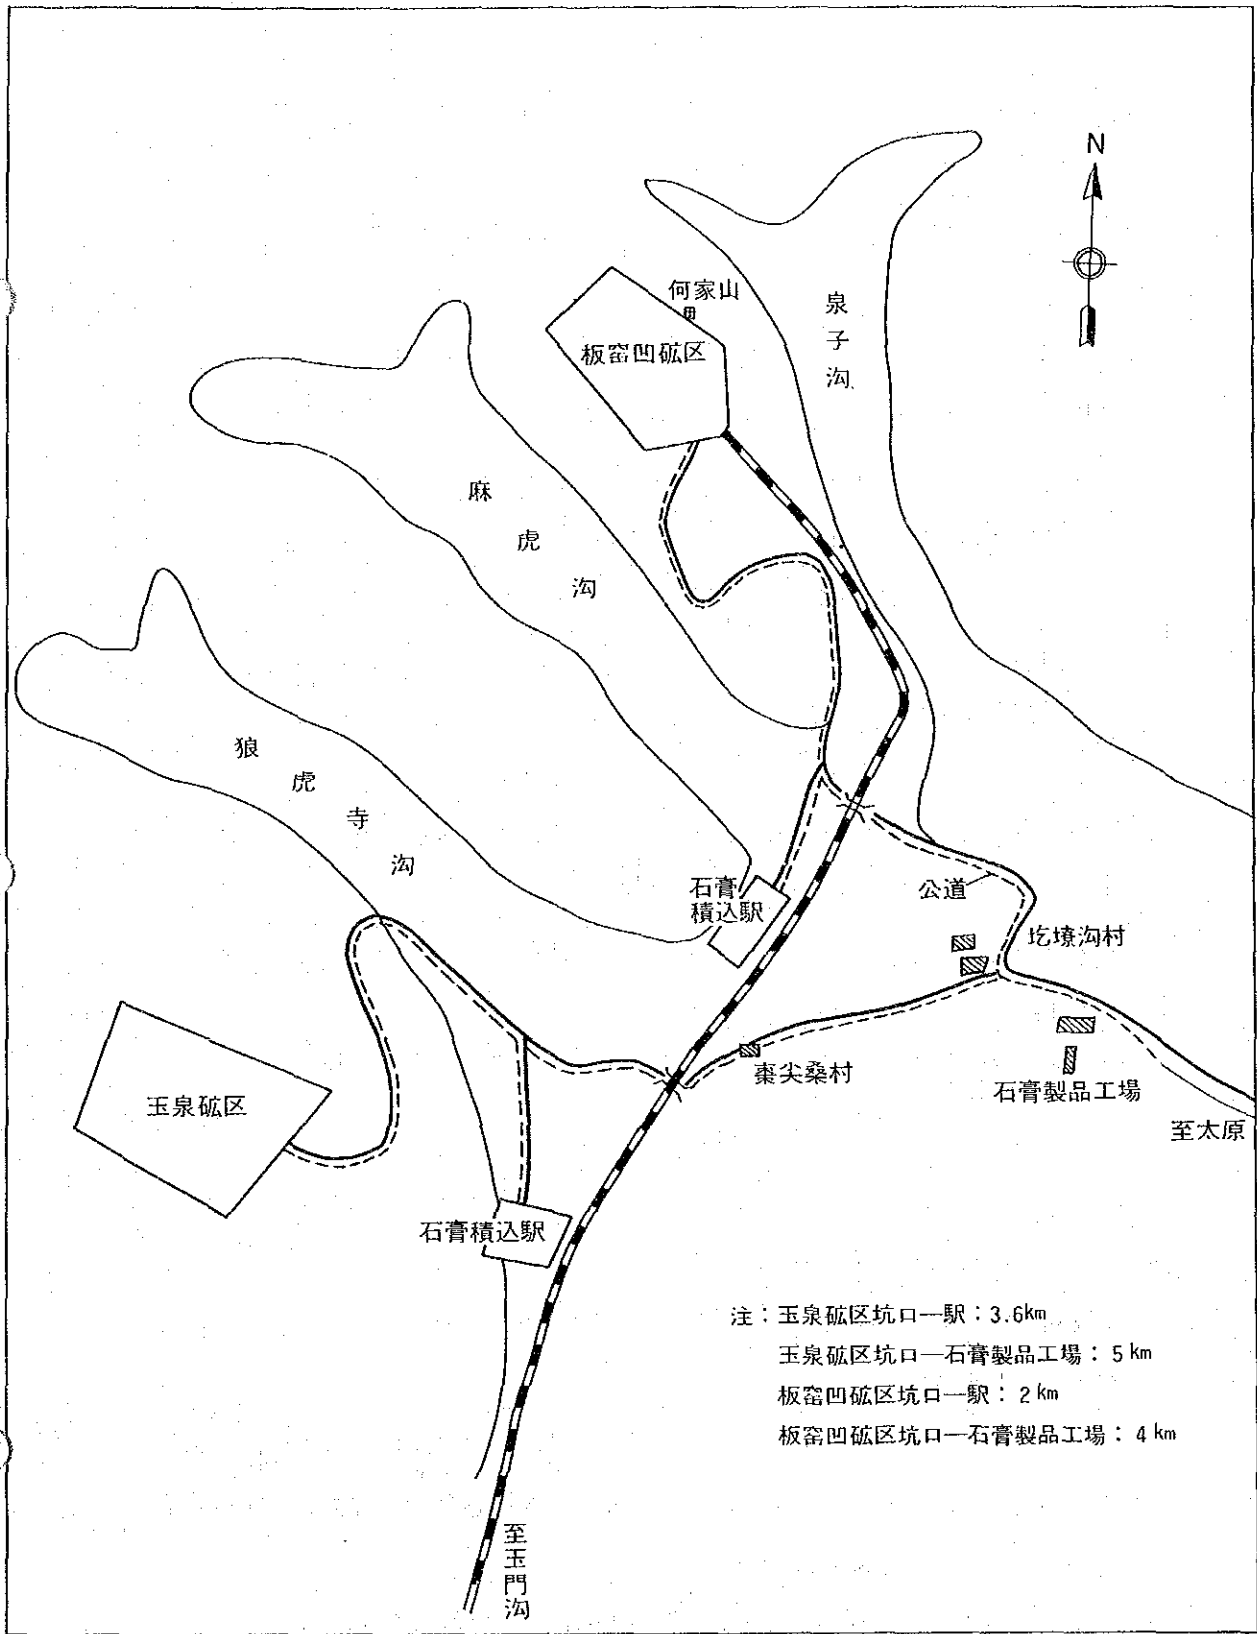 N
何家山
板窑凹砿区
泉子沟
麻虎沟
狼虎寺沟
石膏
積込駅
公道
圪堎沟村
棗尖桑村
石膏製品工場
至太原
玉泉砿区
石膏積込駅
注：玉泉砿区坑口―駅：3.6km
玉泉砿区坑口―石膏製品工場：5km
板窑凹砿区坑口―駅：2km
板窑凹砿区坑口―石膏製品工場：4km
至玉門沟